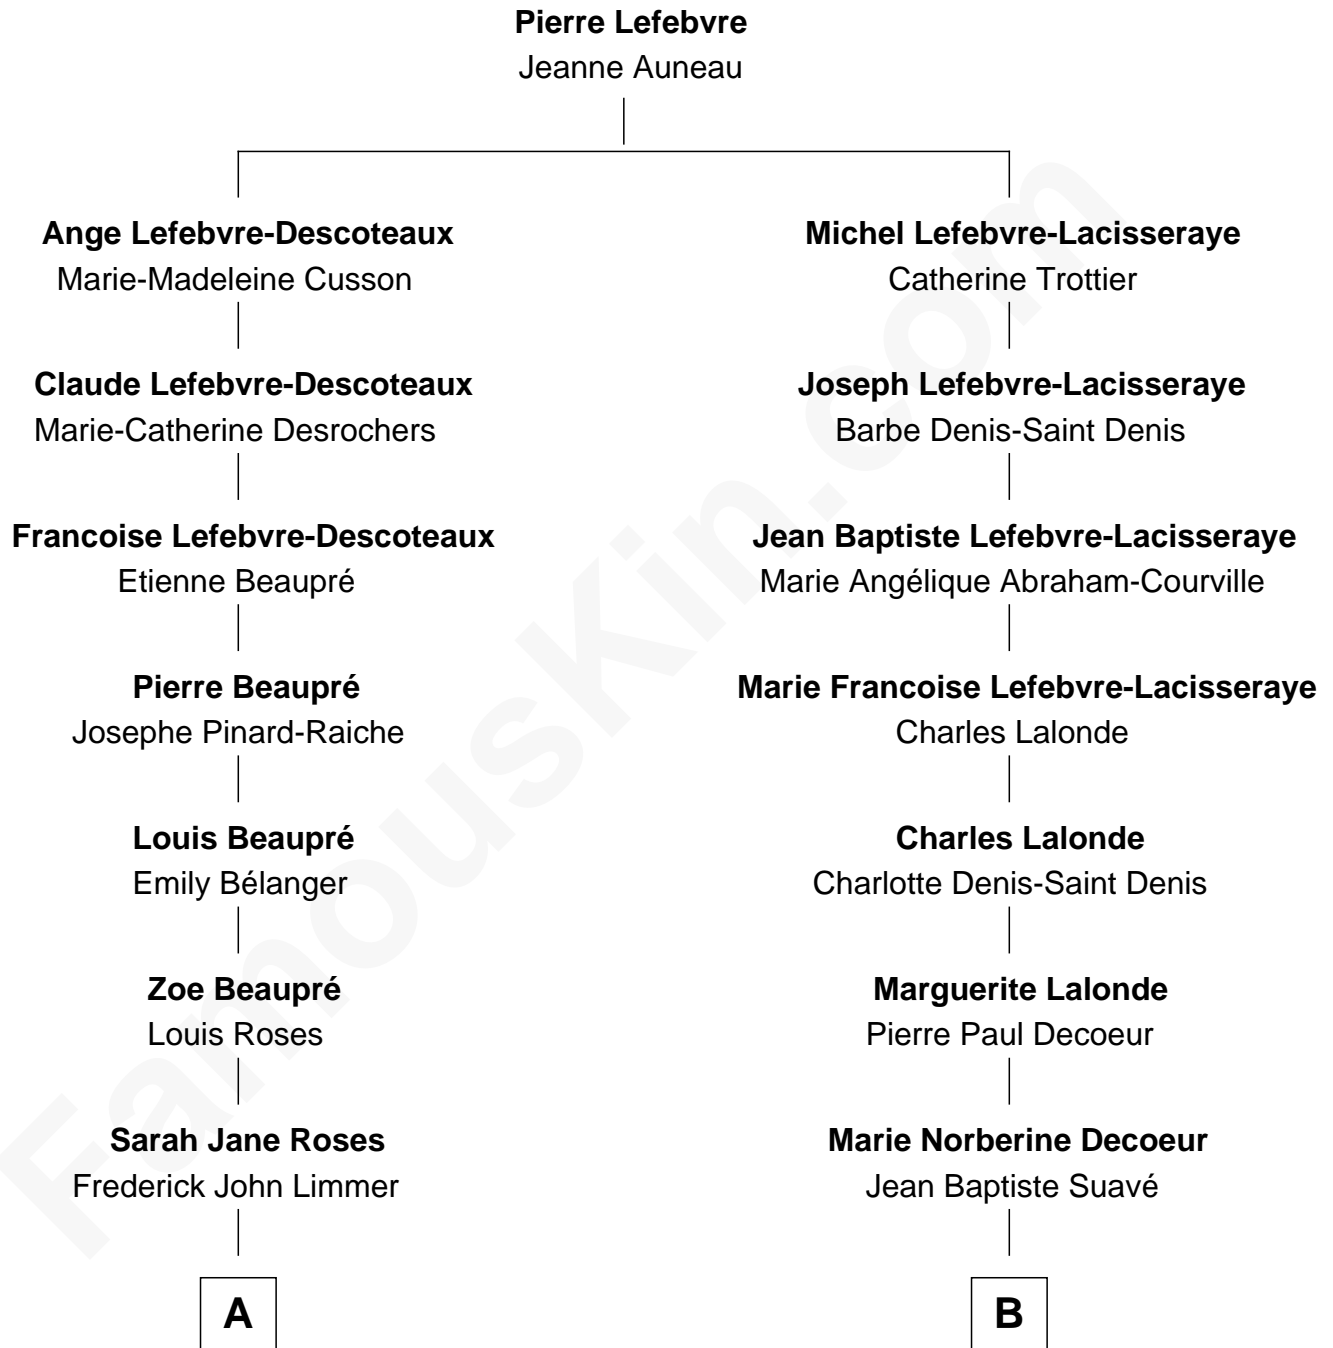 Pierre Lefebvre
Jeanne Auneau
Ange Lefebvre-Descoteaux
Marie-Madeleine Cusson
Michel Lefebvre-Lacisseraye
Catherine Trottier
Claude Lefebvre-Descoteaux
Marie-Catherine Desrochers
Joseph Lefebvre-Lacisseraye
Barbe Denis-Saint Denis
Francoise Lefebvre-Descoteaux
Etienne Beaupré
Jean Baptiste Lefebvre-Lacisseraye
Marie Angélique Abraham-Courville
Pierre Beaupré
Josephe Pinard-Raiche
Marie Francoise Lefebvre-Lacisseraye
Charles Lalonde
Louis Beaupré
Emily Bélanger
Charles Lalonde
Charlotte Denis-Saint Denis
Zoe Beaupré
Louis Roses
Marguerite Lalonde
Pierre Paul Decoeur
Sarah Jane Roses
Frederick John Limmer
Marie Norberine Decoeur
Jean Baptiste Suavé
A
B
FamousKin.com